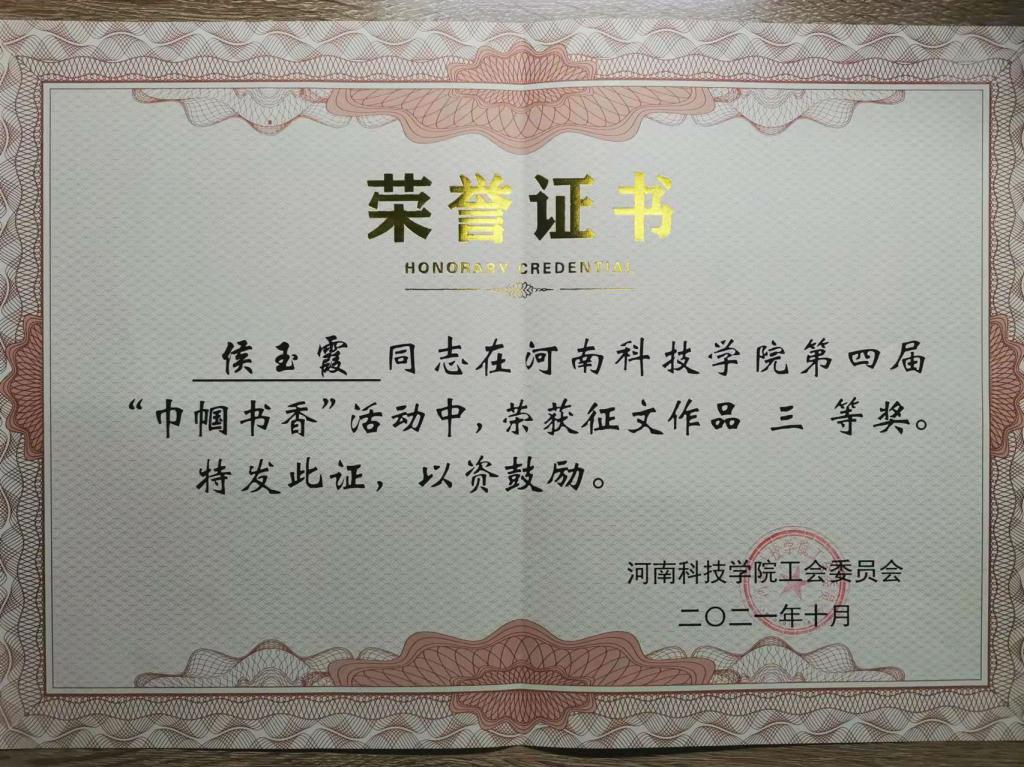 荣誉证书
HONORARY CREDENTIAL
侯玉霞 同志在河南科技学院第四届
“巾帼书香”活动中，荣获征文作品 三 等奖。
特发此证，以资鼓励。
河南科技学院工会委员会
二〇二一年十月